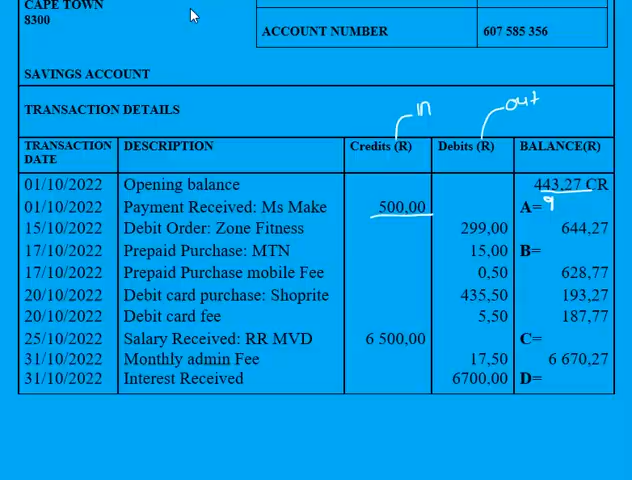 CAPE TOWN
8300
ACCOUNT NUMBER 607 585 356
SAVINGS ACCOUNT
TRANSACTION DETAILS
in
out
TRANSACTION DATE DESCRIPTION Credits (R) Debits (R) BALANCE(R)
01/10/2022 Opening balance 443,27 CR
01/10/2022 Payment Received: Ms Make 500,00 A=
15/10/2022 Debit Order: Zone Fitness 299,00 644,27
17/10/2022 Prepaid Purchase: MTN 15,00 B=
17/10/2022 Prepaid Purchase mobile Fee 0,50 628,77
20/10/2022 Debit card purchase: Shoprite 435,50 193,27
20/10/2022 Debit card fee 5,50 187,77
25/10/2022 Salary Received: RR MVD 6 500,00 C=
31/10/2022 Monthly admin Fee 17,50 6 670,27
31/10/2022 Interest Received 6700,00 D=